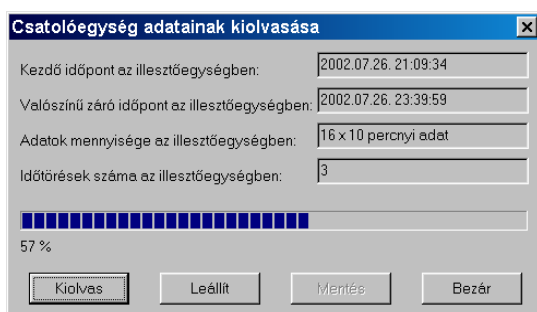 Csatolóegység adatainak kiolvasása
Kezdő időpont az illesztőegységben: 2002.07.26. 21:09:34
Valószínű záró időpont az illesztőegységben: 2002.07.26. 23:39:59
Adatok mennyisége az illesztőegységben: 16 x 10 percnyi adat
Időtörések száma az illesztőegységben: 3
57 %
Kiolvas Leállít Mentés Bezár